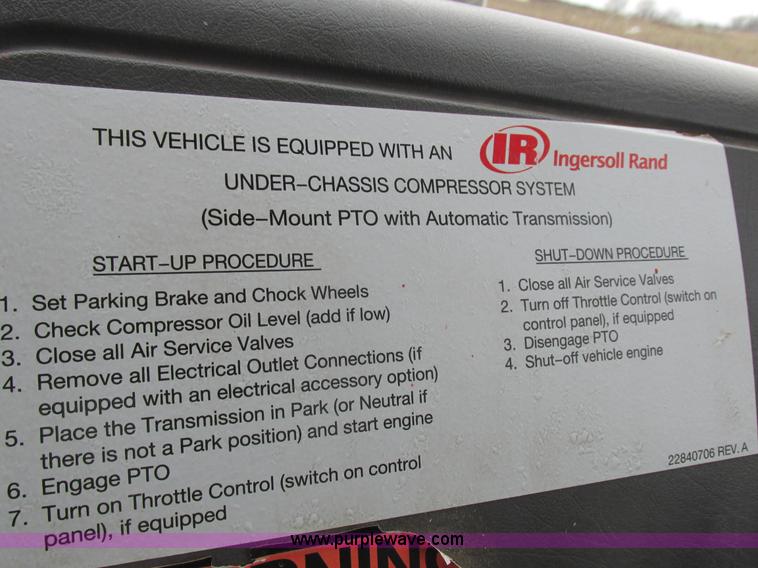 THIS VEHICLE IS EQUIPPED WITH AN IR Ingersoll Rand
UNDER-CHASSIS COMPRESSOR SYSTEM
(Side-Mount PTO with Automatic Transmission)
START-UP PROCEDURE
1. Set Parking Brake and Chock Wheels
2. Check Compressor Oil Level (add if low)
3. Close all Air Service Valves
4. Remove all Electrical Outlet Connections (if
equipped with an electrical accessory option)
5. Place the Transmission in Park (or Neutral if
there is not a Park position) and start engine
6. Engage PTO
7. Turn on Throttle Control (switch on control
panel), if equipped
SHUT-DOWN PROCEDURE
1. Close all Air Service Valves
2. Turn off Throttle Control (switch on
control panel), if equipped
3. Disengage PTO
4. Shut-off vehicle engine
22840706 REV. A
www.purplewave.com